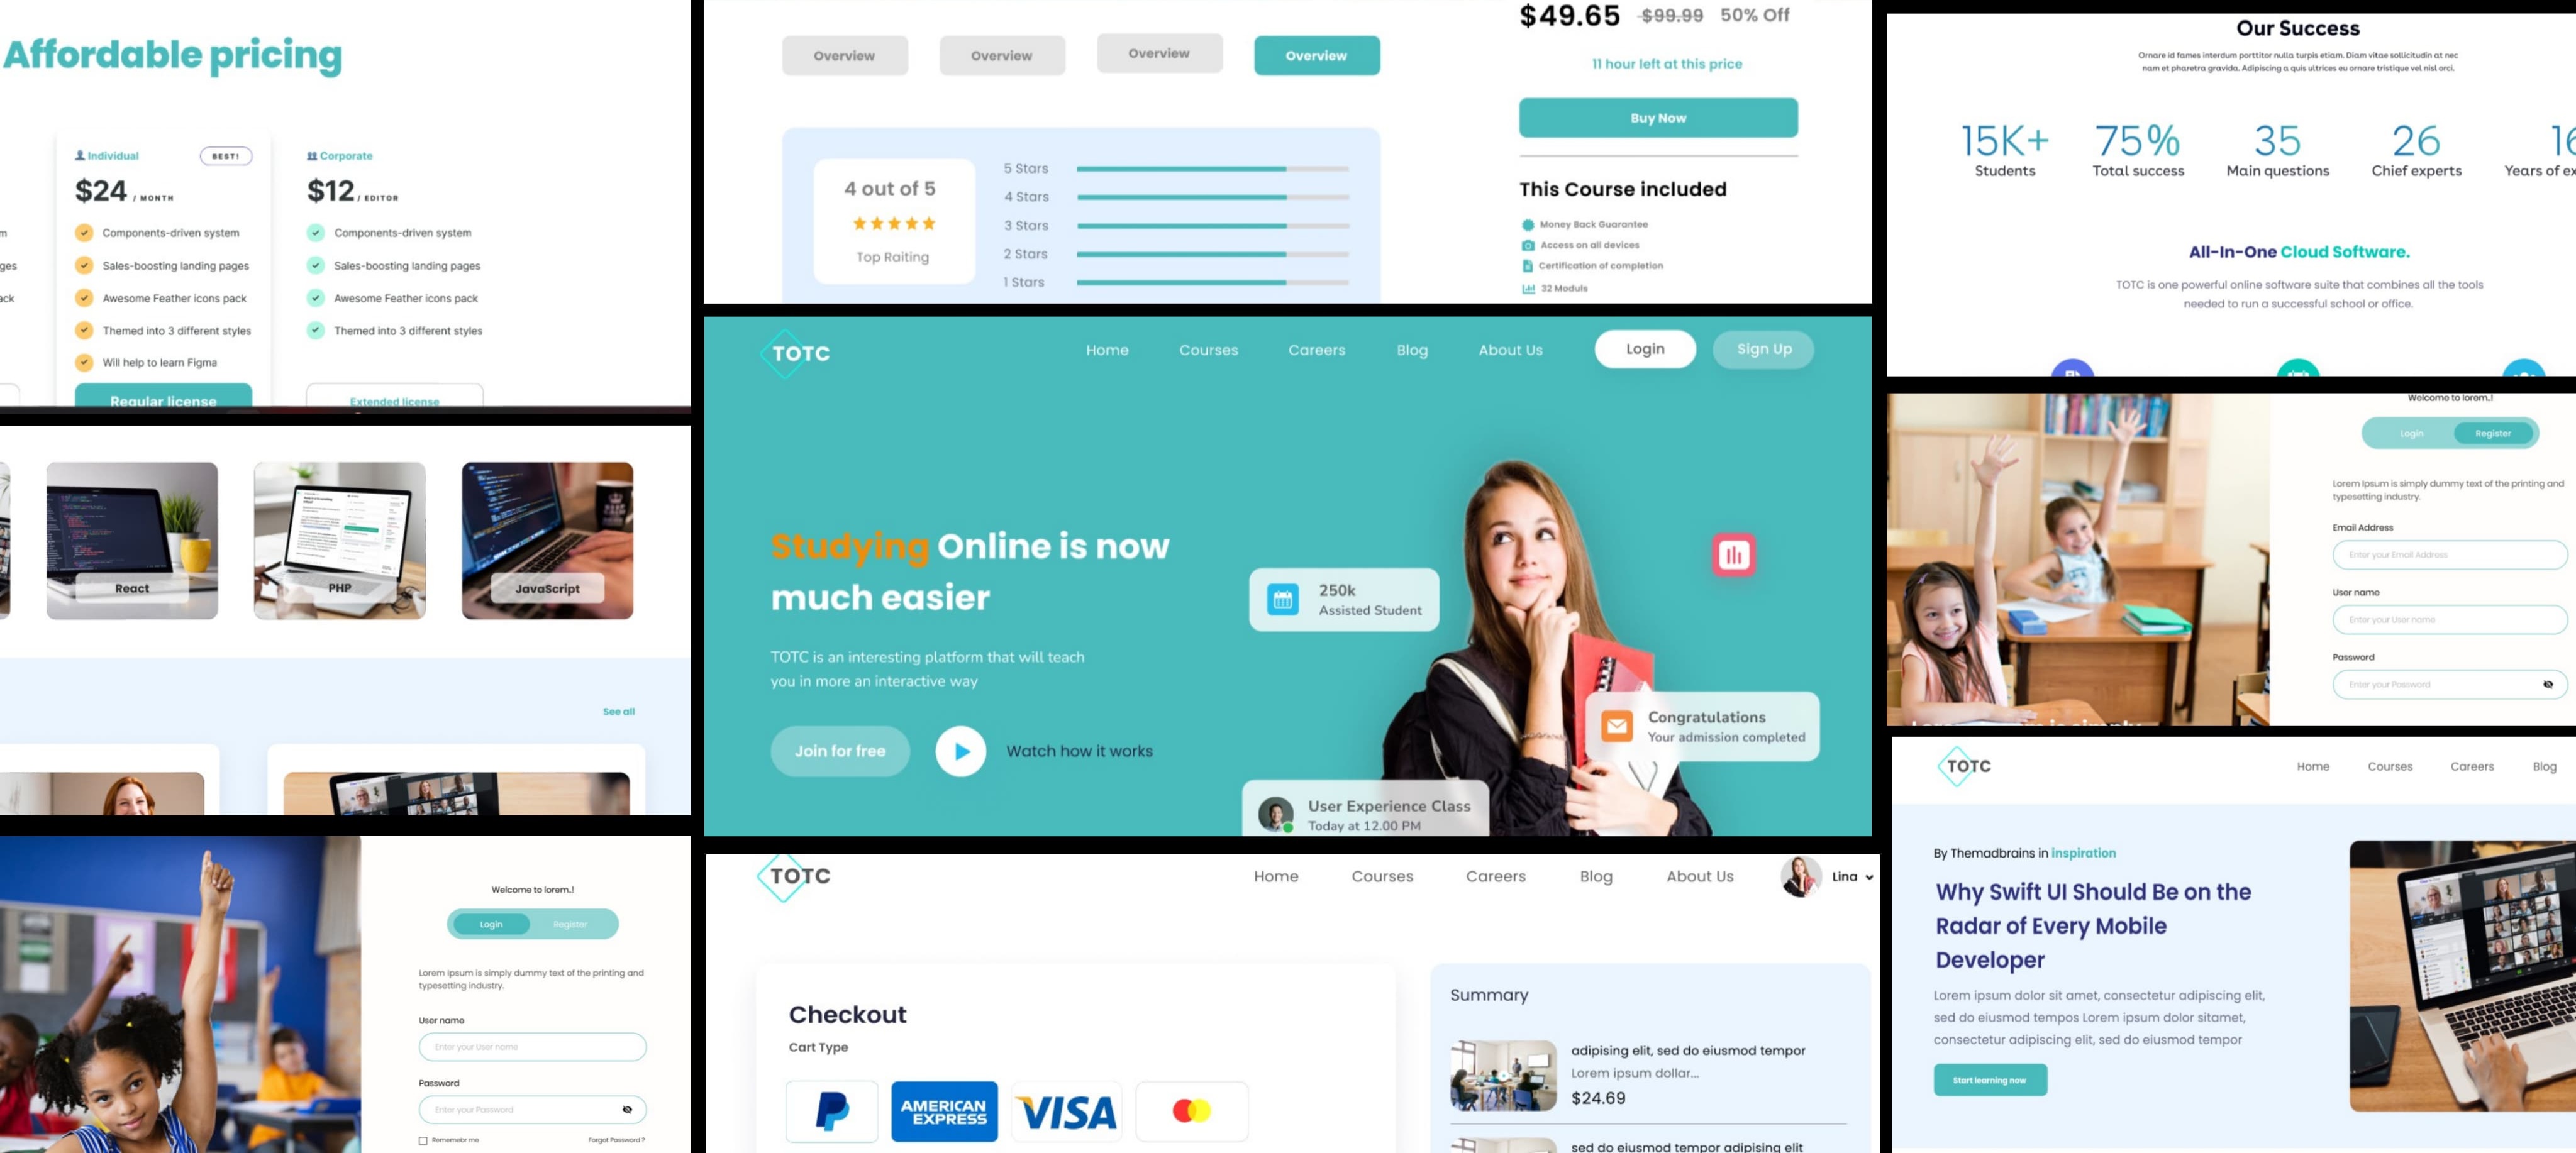 Affordable pricing
Individual
BEST!
$24 / MONTH
Components-driven system
Sales-boosting landing pages
Awesome Feather icons pack
Themed into 3 different styles
Will help to learn Figma
Regular license
Corporate
$12 / EDITOR
Components-driven system
Sales-boosting landing pages
Awesome Feather icons pack
Themed into 3 different styles
Extended license
React
PHP
JavaScript
See all
Welcome to lorem.!
Login
Register
Lorem Ipsum is simply dummy text of the printing and
typesetting industry.
User name
Enter your User name
Password
Enter your Password
Rememebr me
Forgot Password ?
Overview
Overview
Overview
Overview
4 out of 5
Top Raiting
5 Stars
4 Stars
3 Stars
2 Stars
1 Stars
$49.65 $99.99 50% Off
11 hour left at this price
Buy Now
This Course included
Money Back Guarantee
Access on all devices
Certification of completion
32 Moduls
TOTC
Home
Courses
Careers
Blog
About Us
Login
Sign Up
Studying Online is now
much easier
TOTC is an interesting platform that will teach
you in more an interactive way
Join for free
Watch how it works
250k
Assisted Student
Congratulations
Your admission completed
User Experience Class
Today at 12.00 PM
TOTC
Home
Courses
Careers
Blog
About Us
Lina
Checkout
Cart Type
AMERICAN
EXPRESS
VISA
Summary
adipising elit, sed do eiusmod tempor
Lorem ipsum dollar...
$24.69
sed do eiusmod tempor adipising elit
Our Success
Ornare id fames interdum porttitor nulla turpis etiam. Diam vitae sollicitudin at nec
nam et pharetra gravida. Adipiscing a quis ultrices eu ornare tristique vel nisl orci.
15K+
Students
75%
Total success
35
Main questions
26
Chief experts
16
Years of ex
All-In-One Cloud Software.
TOTC is one powerful online software suite that combines all the tools
needed to run a successful school or office.
Welcome to lorem.!
Login
Register
Lorem Ipsum is simply dummy text of the printing and
typesetting industry.
Email Address
Enter your Email Address
User name
Enter your User name
Password
Enter your Password
TOTC
Home
Courses
Careers
Blog
By Themadbrains in inspiration
Why Swift UI Should Be on the
Radar of Every Mobile
Developer
Lorem ipsum dolor sit amet, consectetur adipiscing elit,
sed do eiusmod tempos Lorem ipsum dolor sitamet,
consectetur adipiscing elit, sed do eiusmod tempor
Start learning now